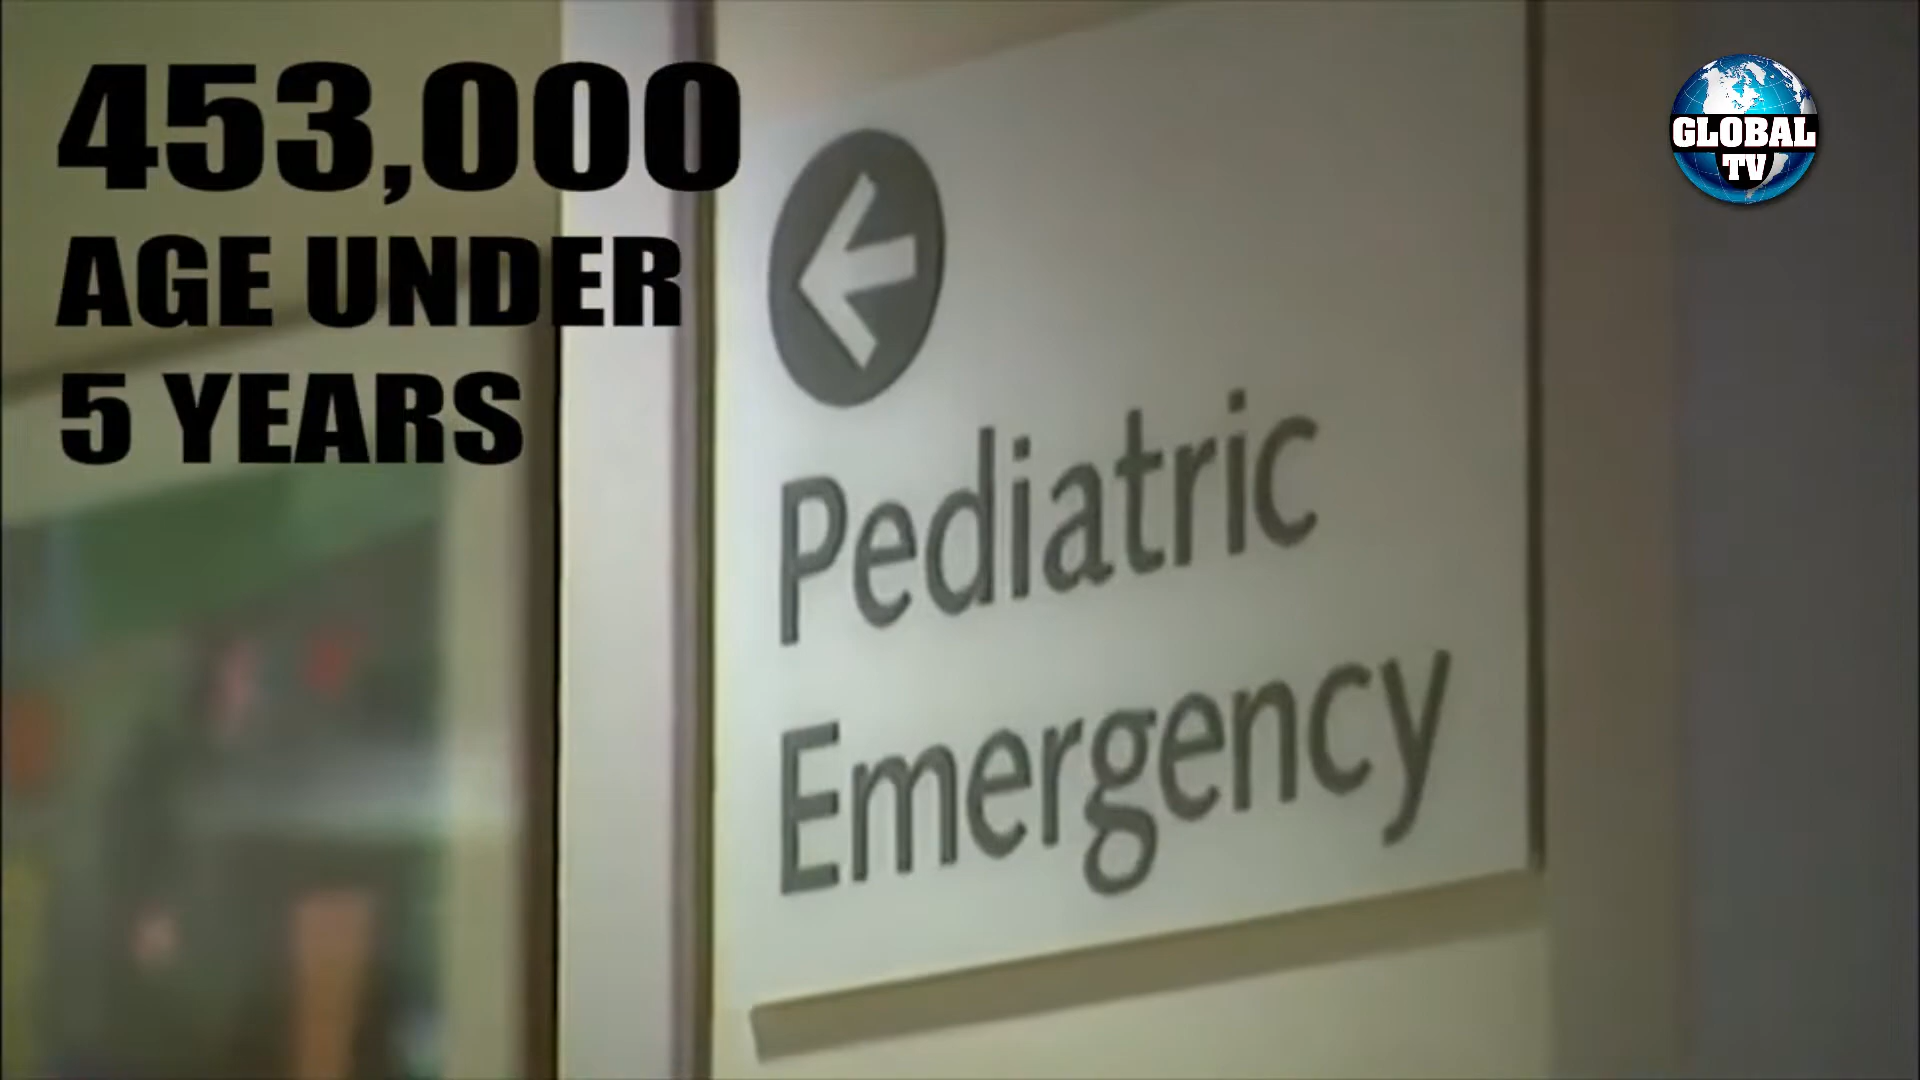 453,000
AGE UNDER
5 YEARS
GLOBAL
TV
Pediatric
Emergency